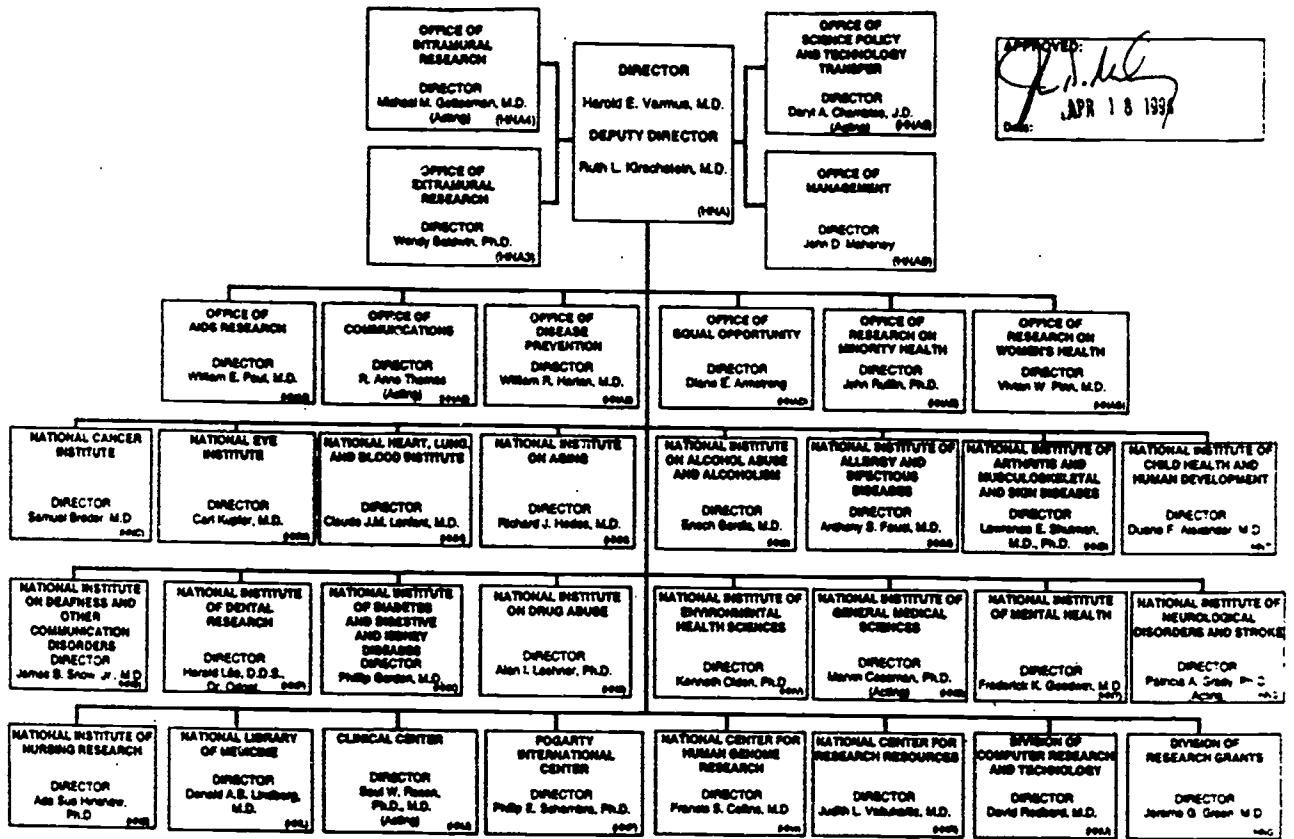 OFFICE OF
INTRAMURAL
RESEARCH
DIRECTOR
Michael M. Gottesman, M.D.
(Acting) (HNA4)
OFFICE OF
EXTRAMURAL
RESEARCH
DIRECTOR
Wendy Baldwin, Ph.D.
(HNA3)
DIRECTOR
Harold E. Varmus, M.D.
DEPUTY DIRECTOR
Ruth L. Kirschstein, M.D.
(HNA)
OFFICE OF
SCIENCE POLICY
AND TECHNOLOGY
TRANSFER
DIRECTOR
Daryl A. Chamblee, J.D.
(Acting)
OFFICE OF
MANAGEMENT
DIRECTOR
John D. Mahoney
APPROVED:
APR 18 199
Date:
OFFICE OF
AIDS RESEARCH
DIRECTOR
William E. Paul, M.D.
OFFICE OF
COMMUNICATIONS
DIRECTOR
R. Anne Thomas
(Acting)
OFFICE OF
DISEASE
PREVENTION
DIRECTOR
William R. Harlan, M.D.
OFFICE OF
EQUAL OPPORTUNITY
DIRECTOR
Diane E. Armstrong
OFFICE OF
RESEARCH ON
MINORITY HEALTH
DIRECTOR
John Ruffin, Ph.D.
OFFICE OF
RESEARCH ON
WOMEN'S HEALTH
DIRECTOR
Vivian W. Pinn, M.D.
NATIONAL CANCER
INSTITUTE
DIRECTOR
Samuel Broder, M.D.
NATIONAL EYE
INSTITUTE
DIRECTOR
Carl Kupfer, M.D.
NATIONAL HEART, LUNG
AND BLOOD INSTITUTE
DIRECTOR
Claude J.M. Lenfant, M.D.
NATIONAL INSTITUTE
ON AGING
DIRECTOR
Richard J. Hodes, M.D.
NATIONAL INSTITUTE
ON ALCOHOL ABUSE
AND ALCOHOLISM
DIRECTOR
Enoch Gordis, M.D.
NATIONAL INSTITUTE OF
ALLERGY AND
INFECTIOUS
DISEASES
DIRECTOR
Anthony S. Fauci, M.D.
NATIONAL INSTITUTE OF
ARTHRITIS AND
MUSCULOSKELETAL
AND SKIN DISEASES
DIRECTOR
Lawrence E. Shulman,
M.D., Ph.D.
NATIONAL INSTITUTE OF
CHILD HEALTH AND
HUMAN DEVELOPMENT
DIRECTOR
Duane F. Alexander M D
NATIONAL INSTITUTE
ON DEAFNESS AND
OTHER
COMMUNICATION
DISORDERS
DIRECTOR
James B. Snow Jr. M D
NATIONAL INSTITUTE
OF DENTAL
RESEARCH
DIRECTOR
Harald Löe, D.D.S.,
Dr. Odont.
NATIONAL INSTITUTE
OF DIABETES
AND DIGESTIVE
AND KIDNEY
DISEASES
DIRECTOR
Phillip Gorden, M.D.
NATIONAL INSTITUTE
ON DRUG ABUSE
DIRECTOR
Alan I. Leshner, Ph.D.
NATIONAL INSTITUTE OF
ENVIRONMENTAL
HEALTH SCIENCES
DIRECTOR
Kenneth Olden, Ph.D
NATIONAL INSTITUTE OF
GENERAL MEDICAL
SCIENCES
DIRECTOR
Marvin Cassman, Ph.D.
(Acting)
NATIONAL INSTITUTE
OF MENTAL HEALTH
DIRECTOR
Frederick K. Goodwin, M.D
NATIONAL INSTITUTE OF
NEUROLOGICAL
DISORDERS AND STROKE
DIRECTOR
Patricia A. Grady Ph D
Acting
NATIONAL INSTITUTE OF
NURSING RESEARCH
DIRECTOR
Ada Sue Hinshaw,
Ph.D
NATIONAL LIBRARY
OF MEDICINE
DIRECTOR
Donald A.B. Lindberg,
M.D.
CLINICAL CENTER
DIRECTOR
Saul W. Rosen,
Ph.D., M.D.
(Acting)
FOGARTY
INTERNATIONAL
CENTER
DIRECTOR
Philip E. Schambra, Ph.D.
NATIONAL CENTER FOR
HUMAN GENOME
RESEARCH
DIRECTOR
Francis S. Collins, M.D
NATIONAL CENTER FOR
RESEARCH RESOURCES
DIRECTOR
Judith L. Vaitukaitis, M.D.
DIVISION OF
COMPUTER RESEARCH
AND TECHNOLOGY
DIRECTOR
David Rodbard, M.D.
DIVISION OF
RESEARCH GRANTS
DIRECTOR
Jerome G. Green M D